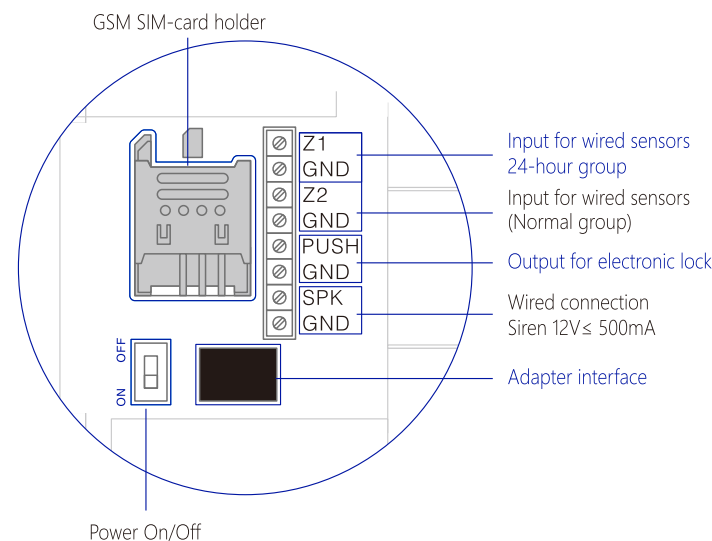 GSM SIM-card holder
Z1
GND
Z2
GND
PUSH
GND
SPK
GND
Input for wired sensors
24-hour group
Input for wired sensors
(Normal group)
Output for electronic lock
Wired connection
Siren 12V≤ 500mA
Adapter interface
OFF
ON
Power On/Off